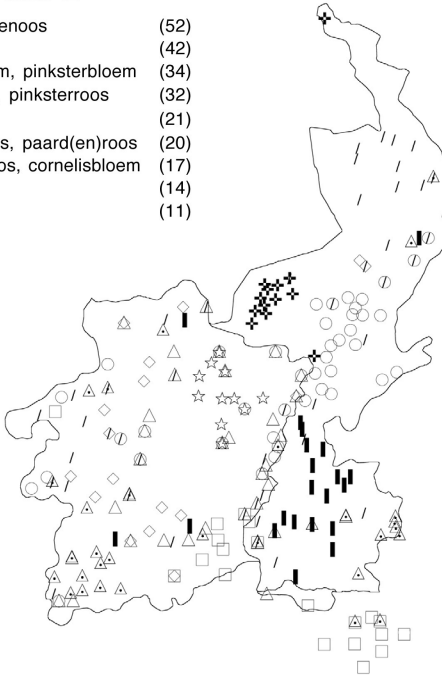 enoos (52)
(42)
m, pinksterbloem (34)
pinksterroos (32)
(21)
s, paard(en)roos (20)
os, cornelisbloem (17)
(14)
(11)